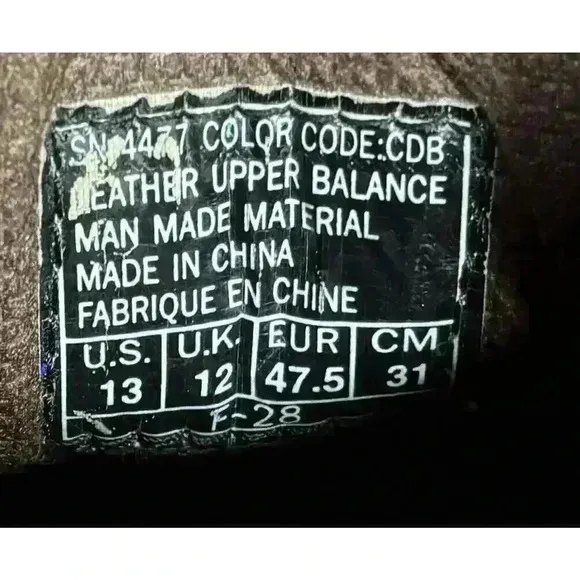 SN:4477 COLOR CODE:CDB
LEATHER UPPER BALANCE
MAN MADE MATERIAL
MADE IN CHINA
FABRIQUE EN CHINE
U.S. U.K. EUR CM
13 12 47.5 31
F-28